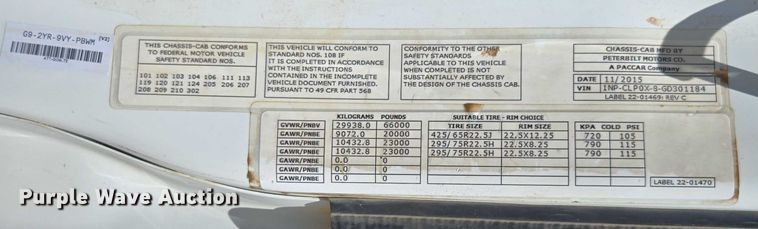 G9-2YR-9VY-PBWM [V2]
THIS CHASSIS-CAB CONFORMS
TO FEDERAL MOTOR VEHICLE
SAFETY STANDARD NOS.
101 102 103 104 106 111 113
119 120 121 124 205 206 207
208 209 210 302
THIS VEHICLE WILL CONFORM TO
STANDARD NOS. 108 IF
IT IS COMPLETED IN ACCORDANCE
WITH THE INSTRUCTIONS
CONTAINED IN THE INCOMPLETE
VEHICLE DOCUMENT FURNISHED.
PURSUANT TO 49 CFR PART 568
CONFORMITY TO THE OTHER
SAFETY STANDARDS
APPLICABLE TO THIS VEHICLE
WHEN COMPLETED IS NOT
SUBSTANTIALLY AFFECTED BY
THE DESIGN OF THE CHASSIS CAB.
CHASSIS-CAB MFD BY
PETERBILT MOTORS CO.
A PACCAR Company
DATE 11/2015
VIN INP-CLP0X-8-GD301184
LABEL 22-01469: REV C
KILOGRAMS POUNDS SUITABLE TIRE - RIM CHOICE
GVWR/PNBV 29938.0 66000 TIRE SIZE RIM SIZE KPA COLD PSI
GAWR/PNBE 9072.0 20000 425/65R22.5J 22.5X12.25 720 105
GAWR/PNBE 10432.8 23000 295/75R22.5H 22.5X8.25 790 115
GAWR/PNBE 10432.8 23000 295/75R22.5H 22.5X8.25 790 115
GAWR/PNBE 0.0 0
GAWR/PNBE 0.0
GAWR/PNBE
LABEL 22-01470
Purple Wave Auction